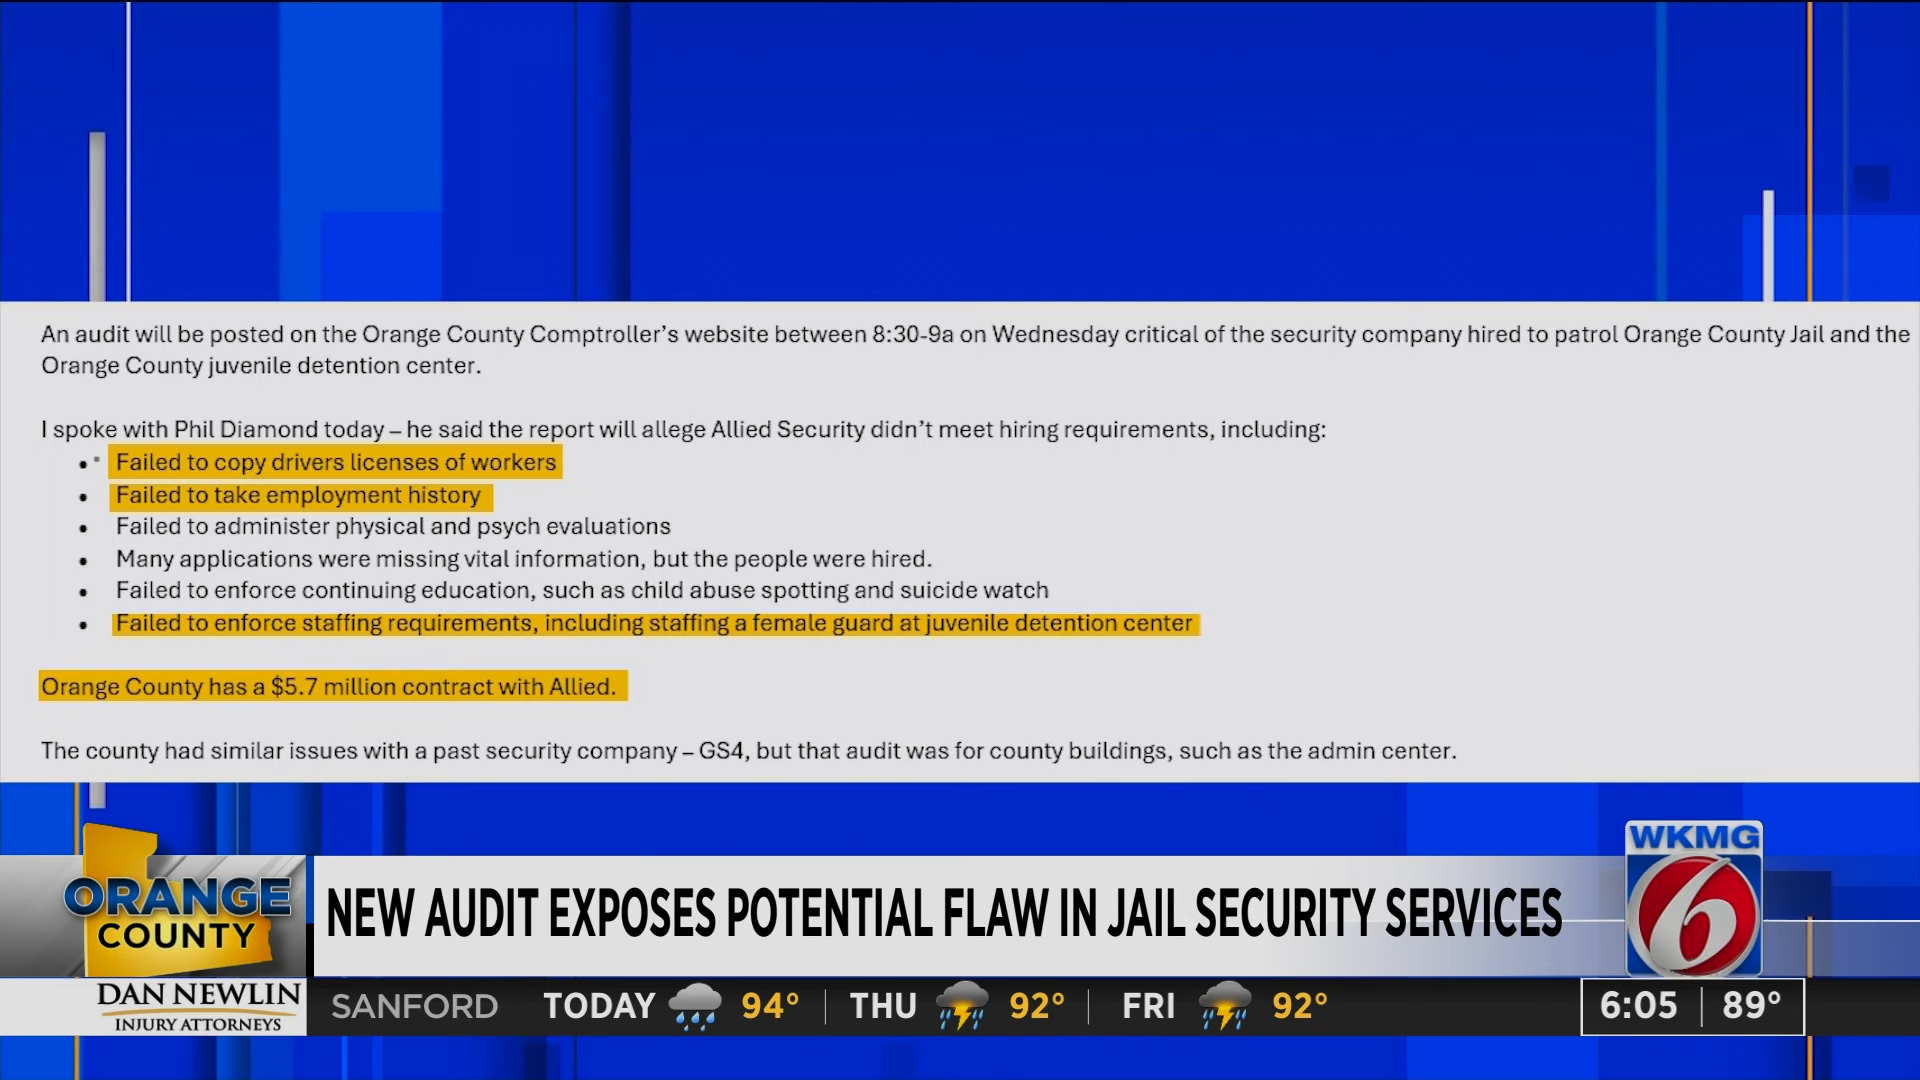 An audit will be posted on the Orange County Comptroller’s website between 8:30-9a on Wednesday critical of the security company hired to patrol Orange County Jail and the
Orange County juvenile detention center.
I spoke with Phil Diamond today – he said the report will allege Allied Security didn’t meet hiring requirements, including:
• Failed to copy drivers licenses of workers
• Failed to take employment history
• Failed to administer physical and psych evaluations
• Many applications were missing vital information, but the people were hired.
• Failed to enforce continuing education, such as child abuse spotting and suicide watch
• Failed to enforce staffing requirements, including staffing a female guard at juvenile detention center
Orange County has a $5.7 million contract with Allied.
The county had similar issues with a past security company – GS4, but that audit was for county buildings, such as the admin center.
ORANGE
COUNTY
NEW AUDIT EXPOSES POTENTIAL FLAW IN JAIL SECURITY SERVICES
WKMG
6
DAN NEWLIN
INJURY ATTORNEYS
SANFORD TODAY 94° THU 92° FRI 92°
6:05 89°